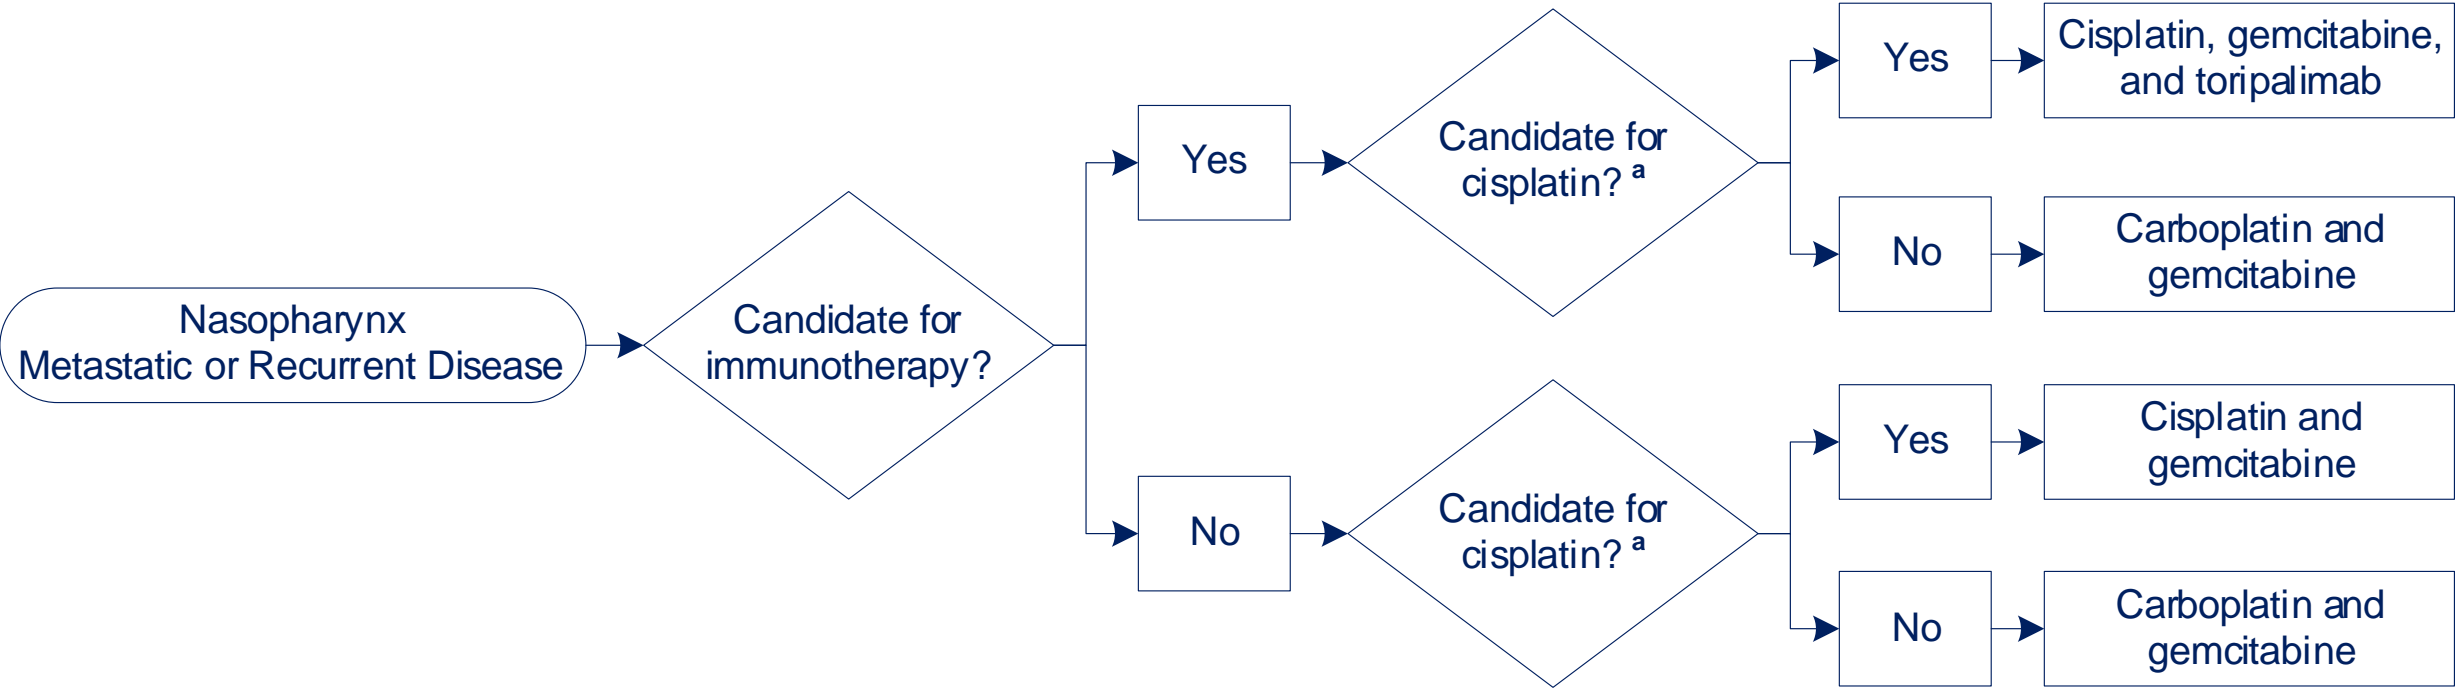 Nasopharynx
Metastatic or Recurrent Disease
Candidate for
immunotherapy?
Yes
Candidate for
cisplatin? a
Yes
Cisplatin, gemcitabine,
and toripalimab
No
Carboplatin and
gemcitabine
No
Candidate for
cisplatin? a
Yes
Cisplatin and
gemcitabine
No
Carboplatin and
gemcitabine